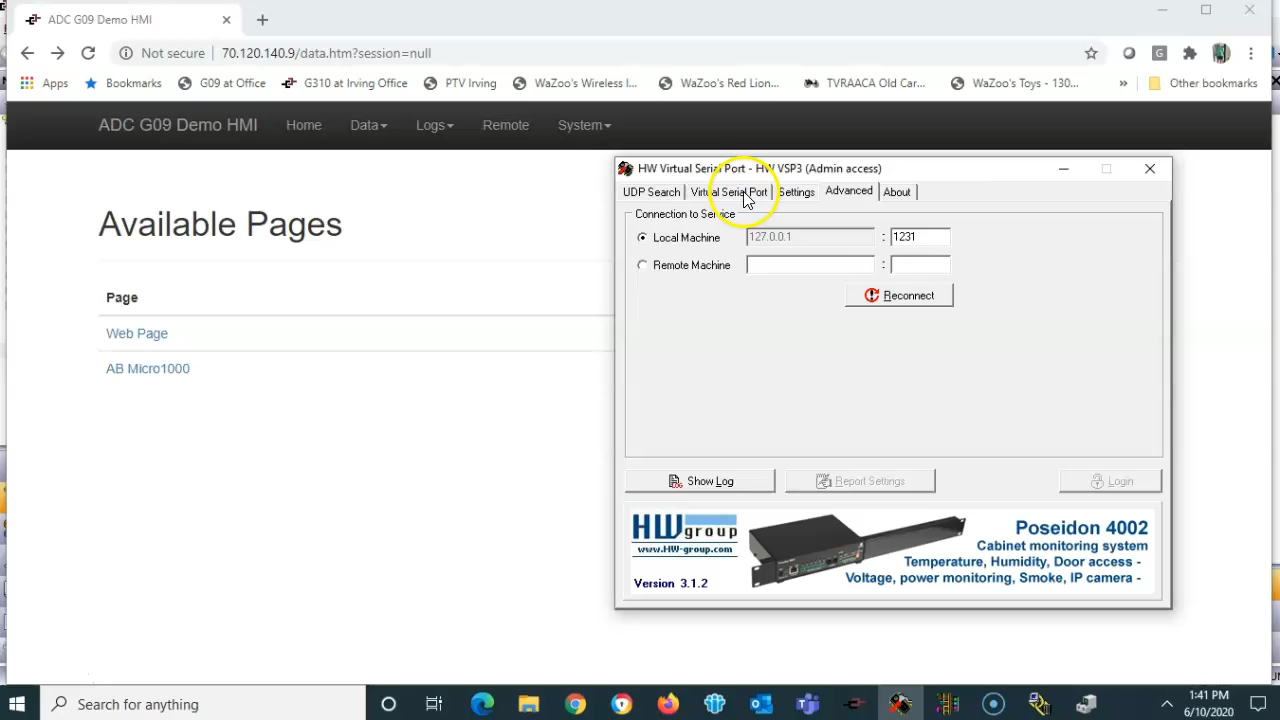 ADC G09 Demo HMI
Not secure | 70.120.140.9/data.htm?session=null
Apps Bookmarks G09 at Office G310 at Irving Office PTV Irving WaZoo's Wireless I... WaZoo's Red Lion... TVRAACA Old Car... WaZoo's Toys - 130... » Other bookmarks
ADC G09 Demo HMI Home Data Logs Remote System
Available Pages
Page
Web Page
AB Micro1000
HW Virtual Serial Port - HW VSP3 (Admin access)
UDP Search Virtual Serial Port Settings Advanced About
Connection to Service
Local Machine 127.0.0.1 : 1231
Remote Machine :
Reconnect
Show Log Report Settings Login
HWgroup
www.HW-group.com
Version 3.1.2
Poseidon 4002
Cabinet monitoring system
Temperature, Humidity, Door access -
Voltage, power monitoring, Smoke, IP camera -
Search for anything
1:41 PM
6/10/2020